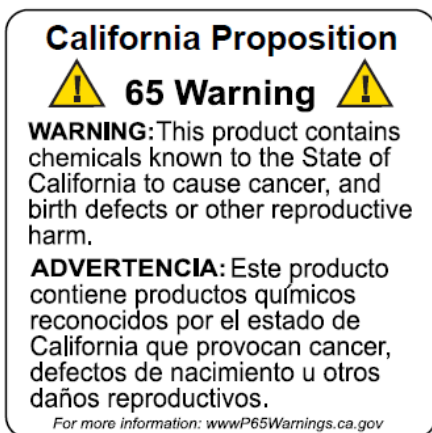 California Proposition
65 Warning
WARNING: This product contains
chemicals known to the State of
California to cause cancer, and
birth defects or other reproductive
harm.
ADVERTENCIA: Este producto
contiene productos químicos
reconocidos por el estado de
California que provocan cancer,
defectos de nacimiento u otros
daños reproductivos.
For more information: wwwP65Warnings.ca.gov